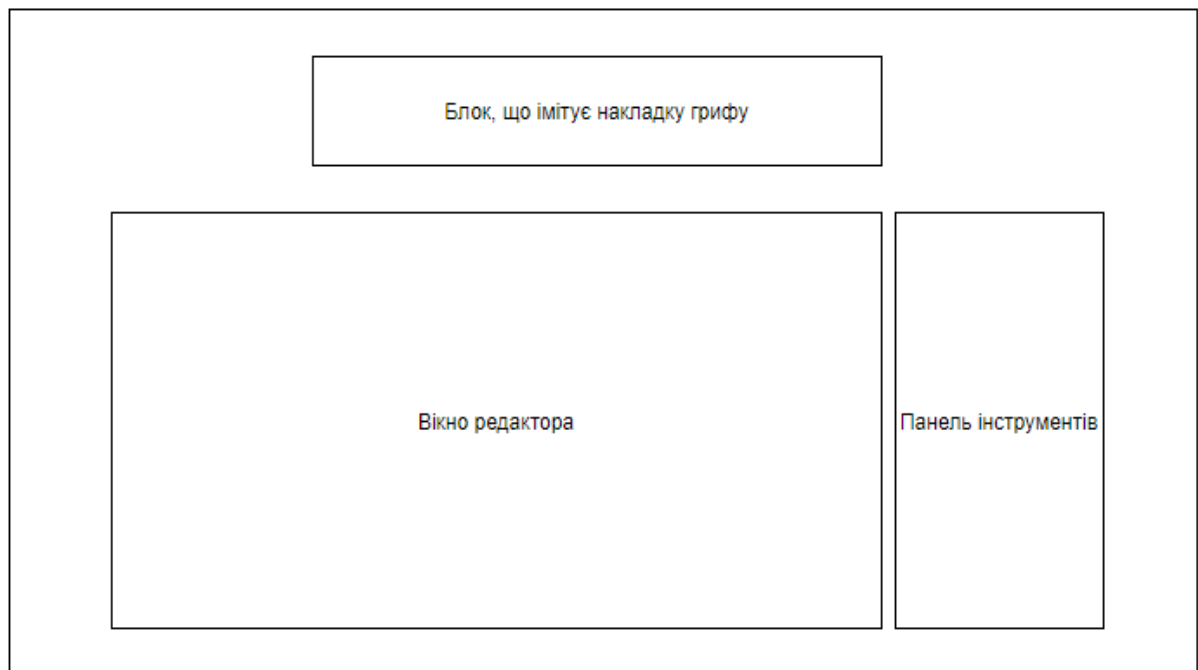 Блок, що імітує накладку грифу
Вікно редактора
Панель інструментів